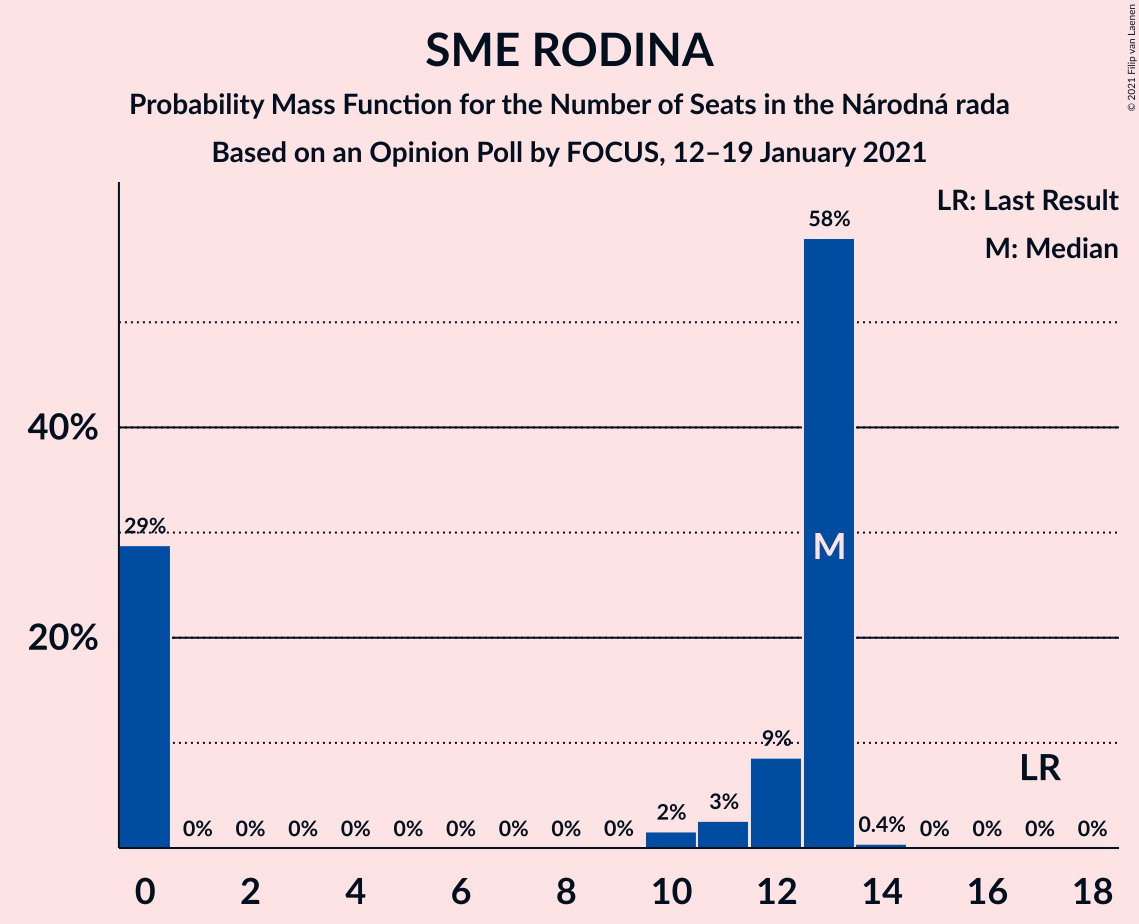 SME RODINA
Probability Mass Function for the Number of Seats in the Národná rada
Based on an Opinion Poll by FOCUS, 12–19 January 2021
© 2021 Filip van Laenen
LR: Last Result
M: Median
58%
40%
29%
M
20%
9%
LR
0% 0% 0% 0% 0% 0% 0% 0% 0% 2% 3% 0.4% 0% 0% 0% 0%
0 2 4 6 8 10 12 14 16 18